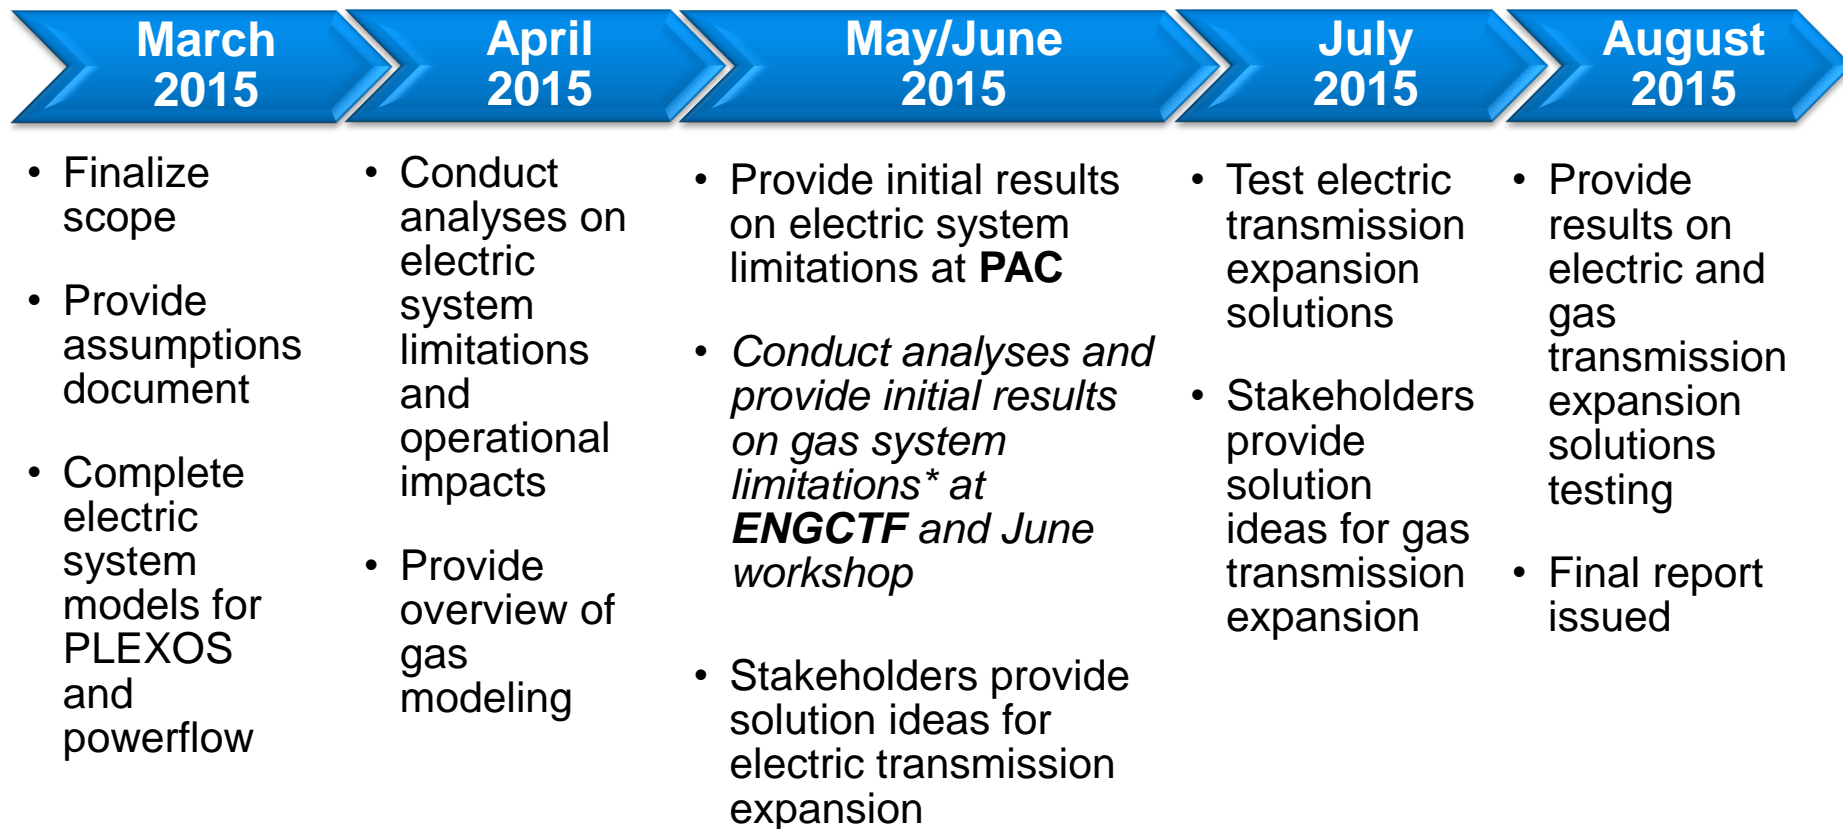 March
2015
April
2015
May/June
2015
July
2015
August
2015
• Finalize
scope
• Provide
assumptions
document
• Complete
electric
system
models for
PLEXOS
and
powerflow
• Conduct
analyses on
electric
system
limitations
and
operational
impacts
• Provide
overview of
gas
modeling
• Provide initial results
on electric system
limitations at PAC
• Conduct analyses and
provide initial results
on gas system
limitations* at
ENGCTF and June
workshop
• Stakeholders provide
solution ideas for
electric transmission
expansion
• Test electric
transmission
expansion
solutions
• Stakeholders
provide
solution
ideas for gas
transmission
expansion
• Provide
results on
electric and
gas
transmission
expansion
solutions
testing
• Final report
issued